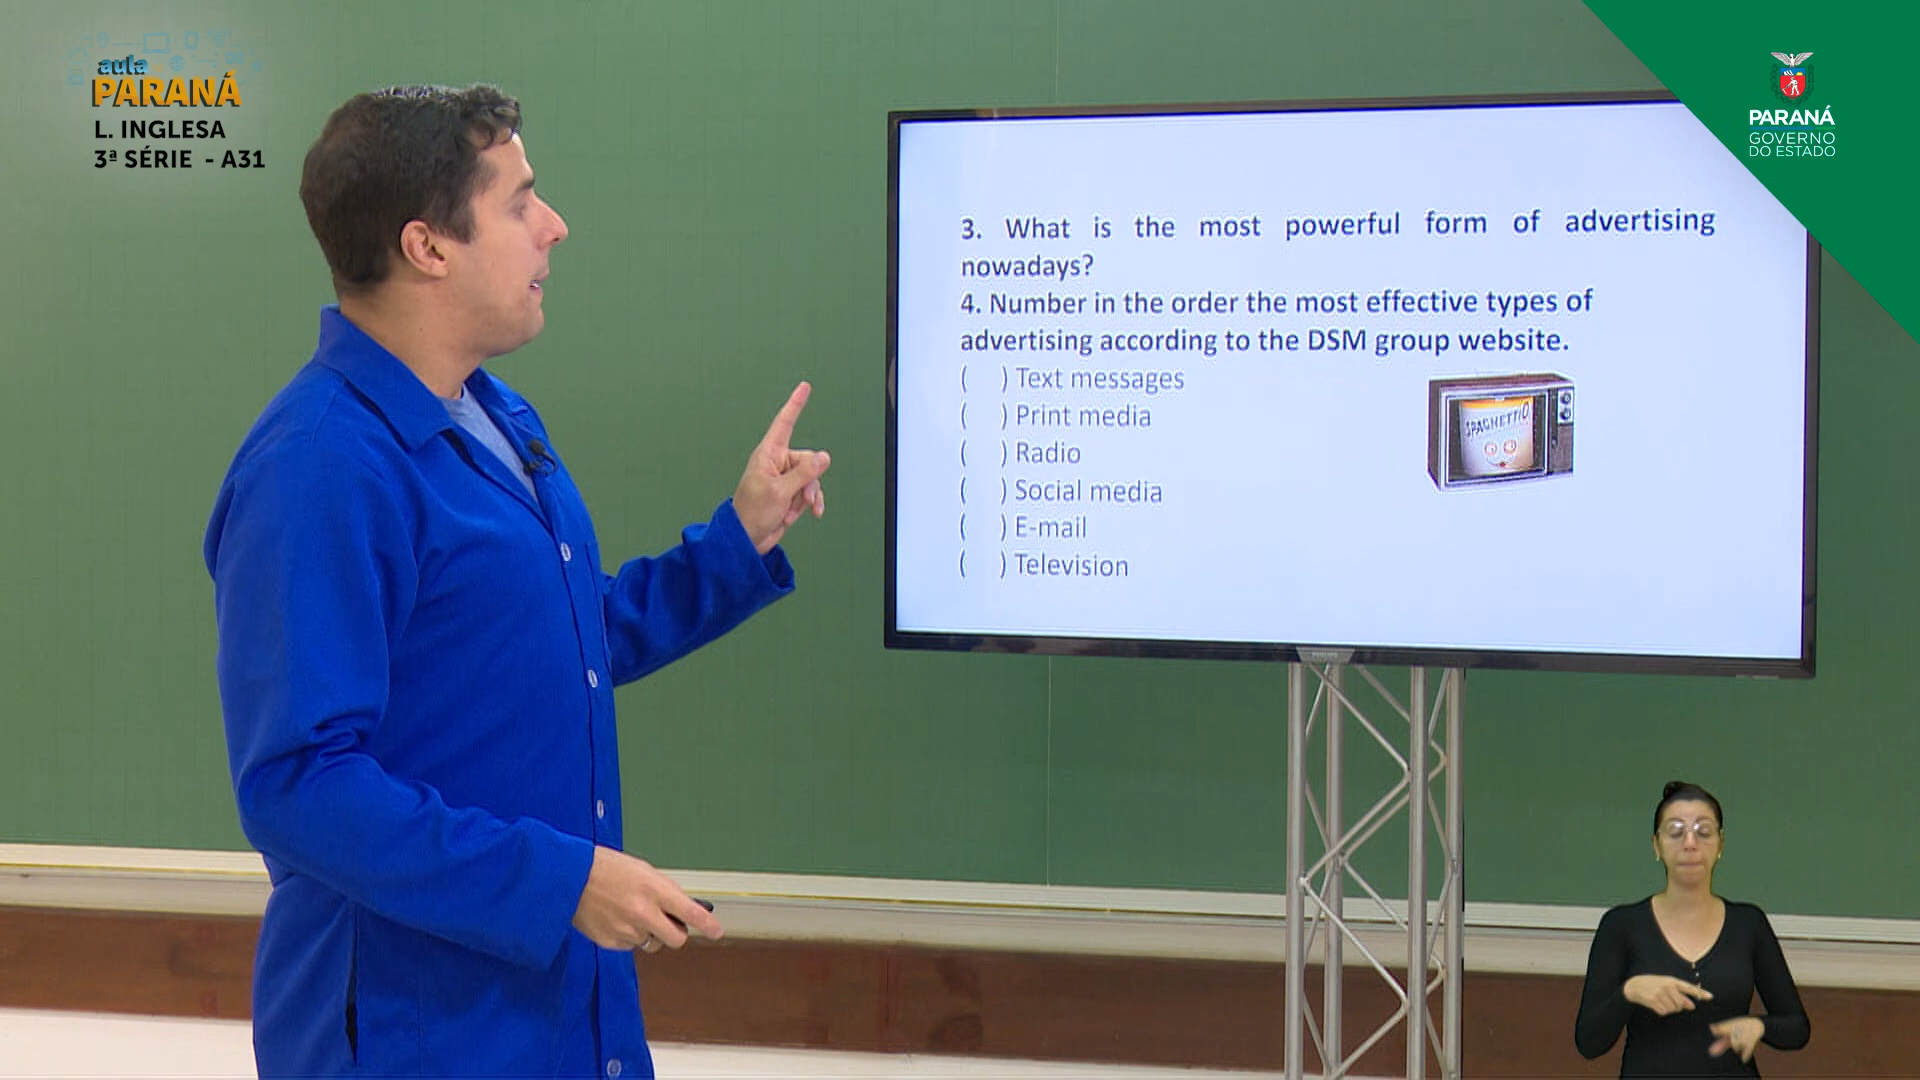 aula
PARANÁ
L. INGLESA
3ª SÉRIE - A31
PARANÁ
GOVERNO
DO ESTADO
3. What is the most powerful form of advertising
nowadays?
4. Number in the order the most effective types of
advertising according to the DSM group website.
( ) Text messages
( ) Print media
( ) Radio
( ) Social media
( ) E-mail
( ) Television
SPAGHETTIO